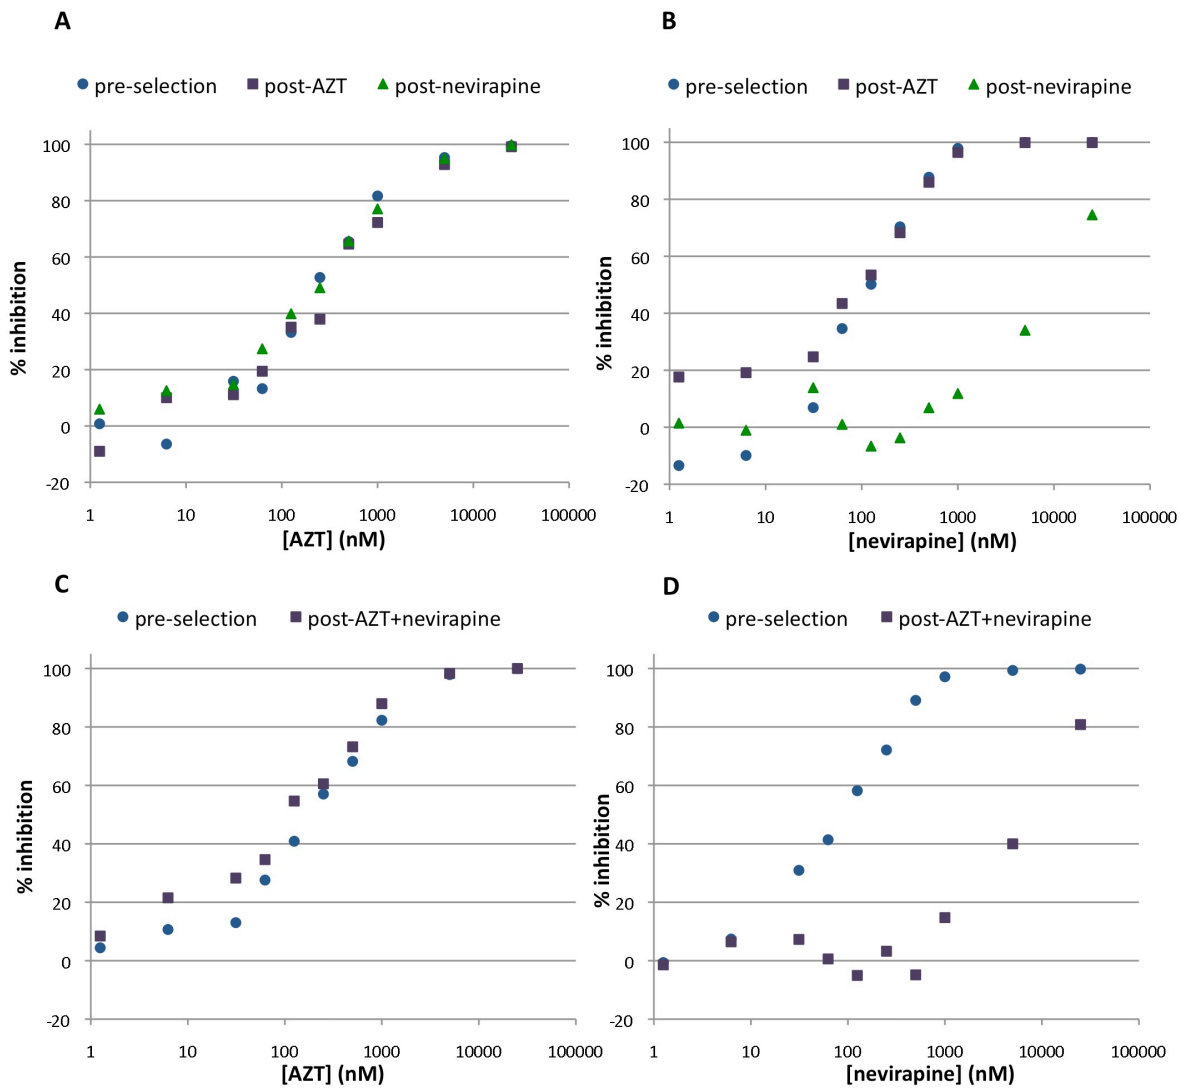 A
B
pre-selection post-AZT post-nevirapine
pre-selection post-AZT post-nevirapine
100
80
60
40
20
0
-20
% inhibition
1 10 100 1000 10000 100000
[AZT] (nM)
100
80
60
40
20
0
-20
% inhibition
1 10 100 1000 10000 100000
[nevirapine] (nM)
C
D
pre-selection post-AZT+nevirapine
pre-selection post-AZT+nevirapine
100
80
60
40
20
0
-20
% inhibition
1 10 100 1000 10000 100000
[AZT] (nM)
100
80
60
40
20
0
-20
% inhibition
1 10 100 1000 10000 100000
[nevirapine] (nM)